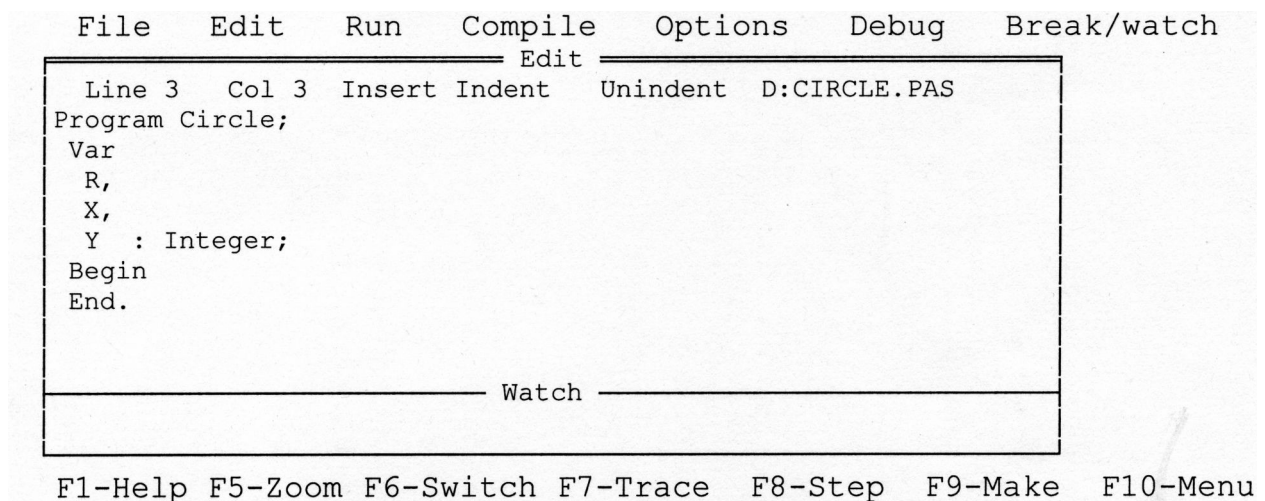 File Edit Run Compile Options Debug Break/watch
Edit
Line 3 Col 3 Insert Indent Unindent D:CIRCLE.PAS
Program Circle;
Var
R,
X,
Y : Integer;
Begin
End.
Watch
F1-Help F5-Zoom F6-Switch F7-Trace F8-Step F9-Make F10-Menu